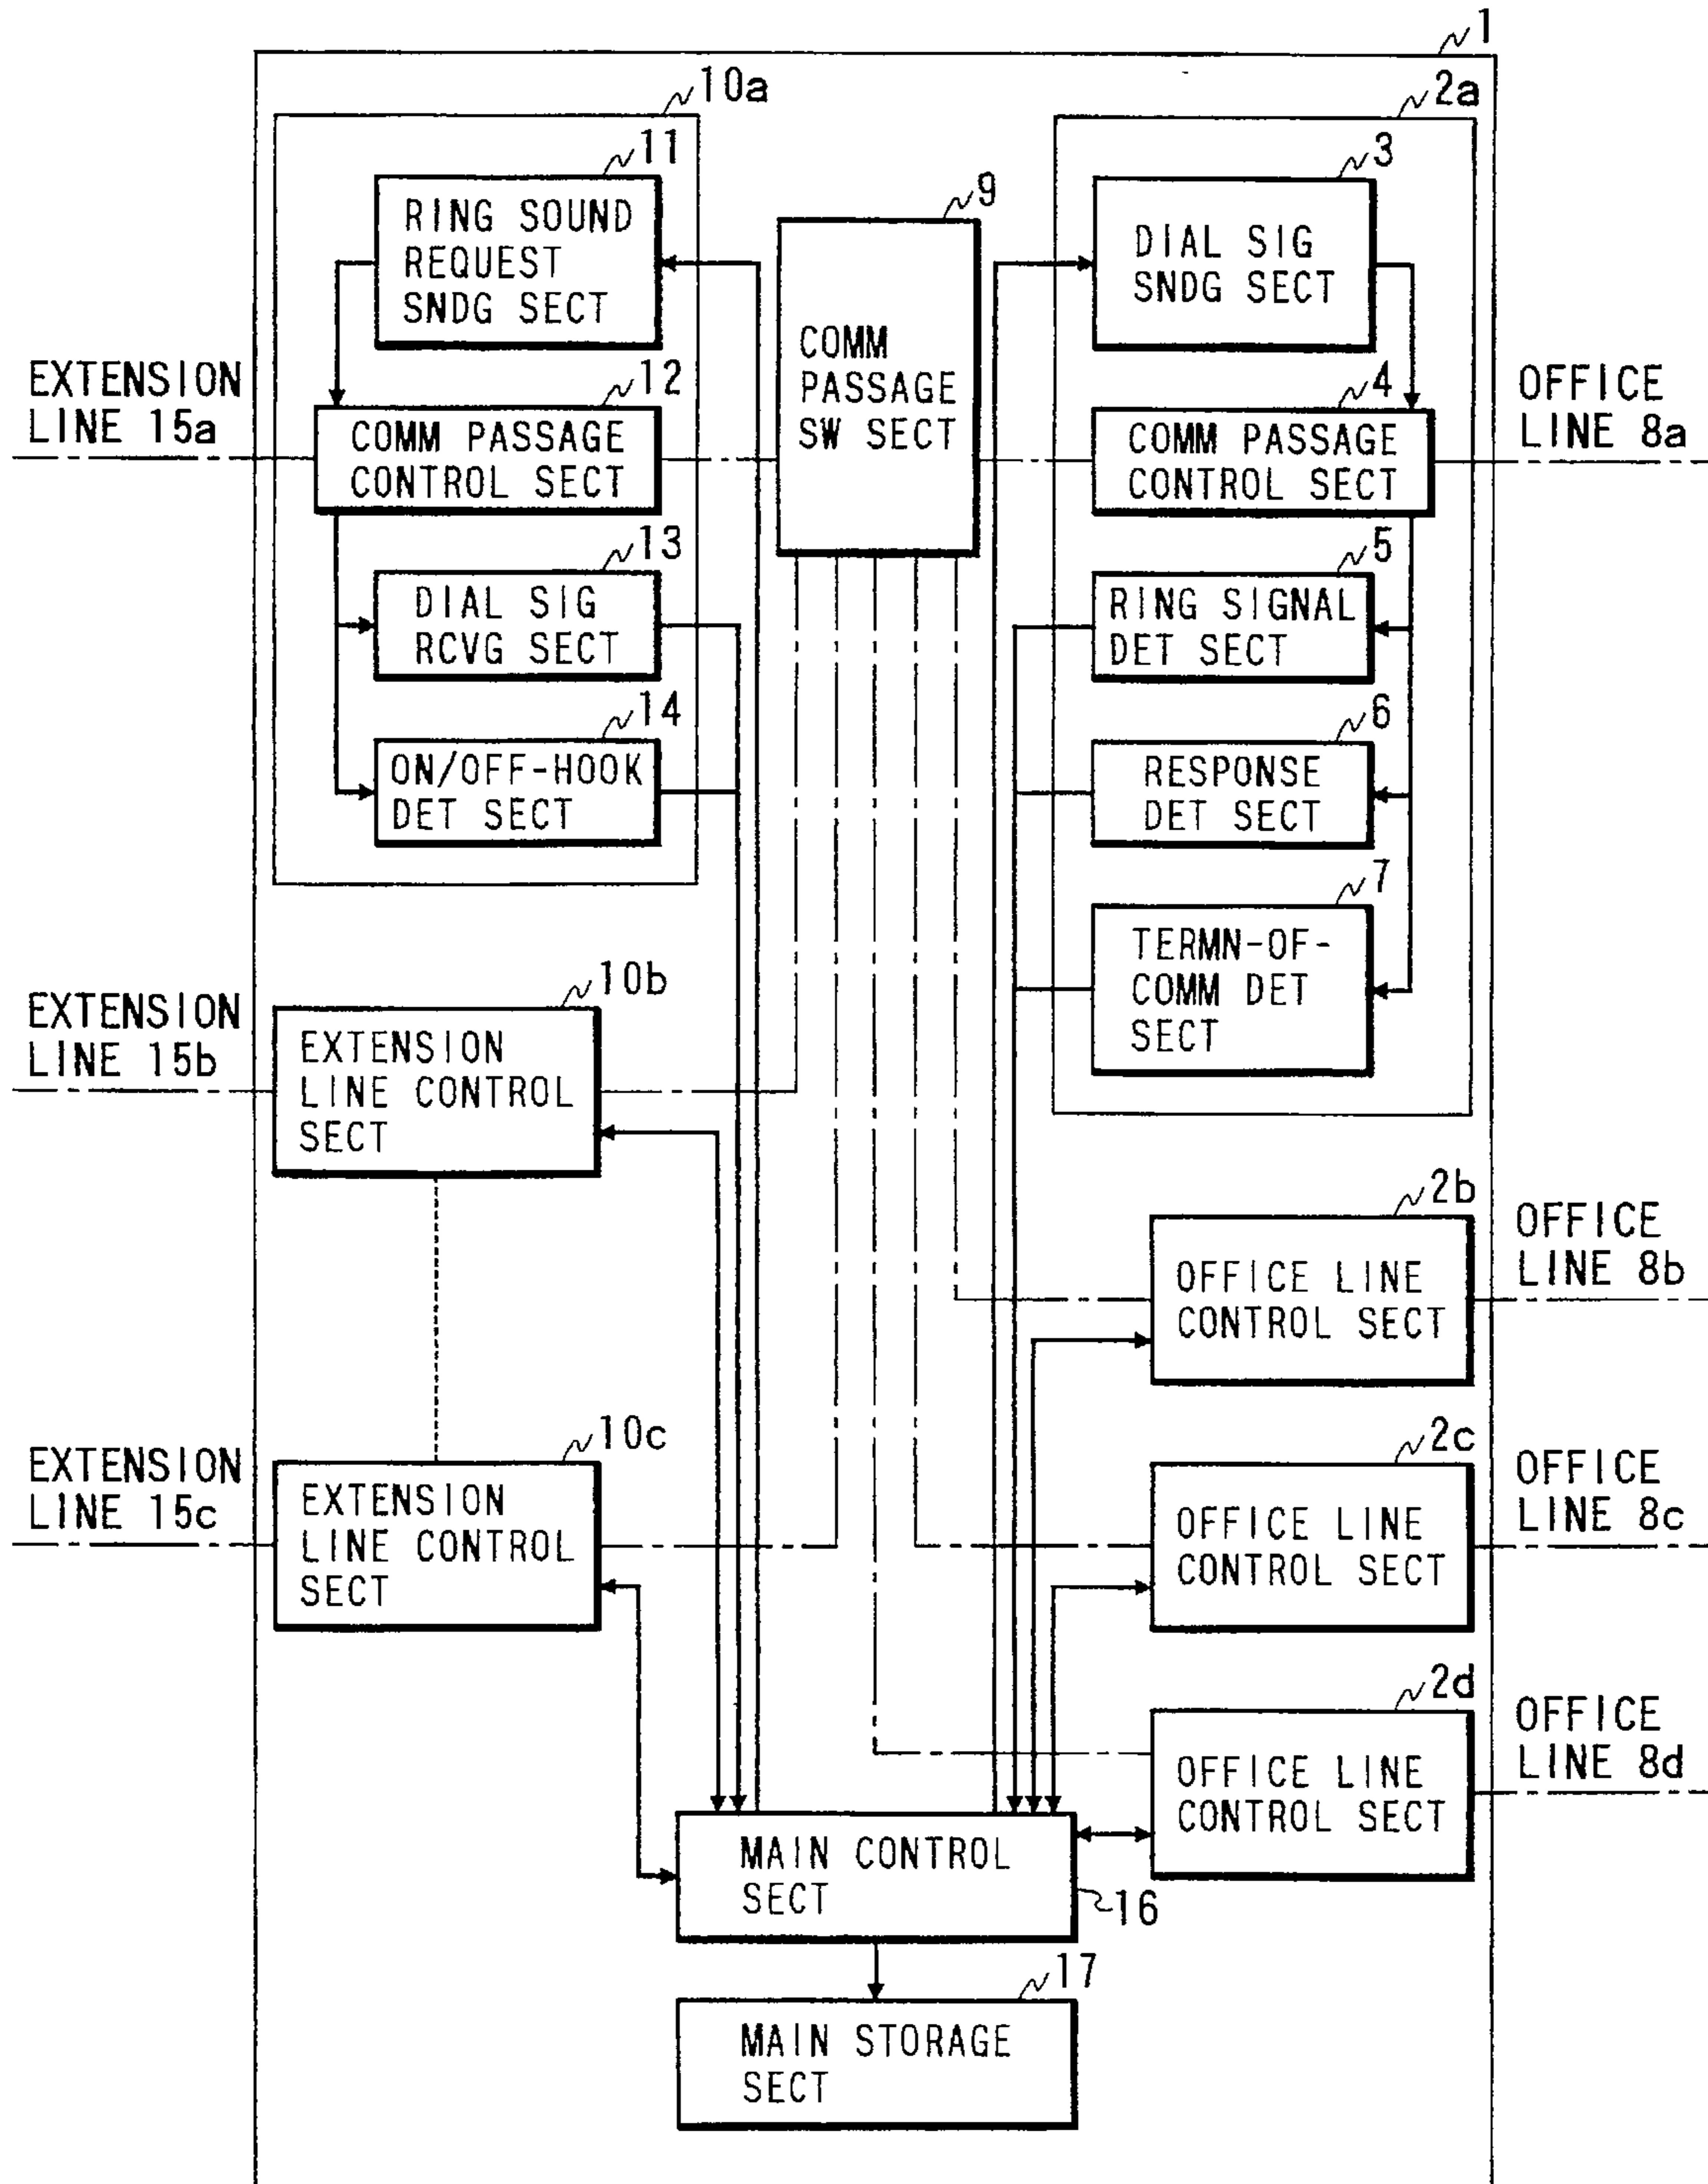 1
10a
2a
11
RING SOUND
REQUEST
SNDG SECT
9
COMM
PASSAGE
SW SECT
3
DIAL SIG
SNDG SECT
EXTENSION
LINE 15a
12
COMM PASSAGE
CONTROL SECT
4
COMM PASSAGE
CONTROL SECT
OFFICE
LINE 8a
13
DIAL SIG
RCVG SECT
5
RING SIGNAL
DET SECT
14
ON/OFF-HOOK
DET SECT
6
RESPONSE
DET SECT
7
TERMN-OF-
COMM DET
SECT
EXTENSION
LINE 15b
10b
EXTENSION
LINE CONTROL
SECT
2b
OFFICE LINE
CONTROL SECT
OFFICE
LINE 8b
EXTENSION
LINE 15c
10c
EXTENSION
LINE CONTROL
SECT
2c
OFFICE LINE
CONTROL SECT
OFFICE
LINE 8c
2d
OFFICE LINE
CONTROL SECT
OFFICE
LINE 8d
MAIN CONTROL
SECT
16
17
MAIN STORAGE
SECT